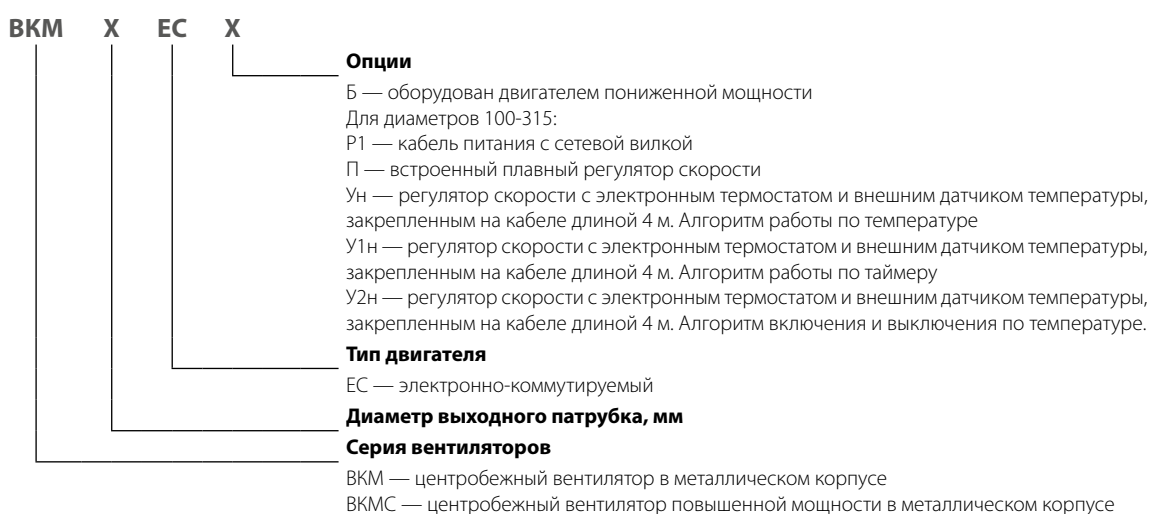 ВКМ X ЕС X
Опции
Б — оборудован двигателем пониженной мощности
Для диаметров 100-315:
Р1 — кабель питания с сетевой вилкой
П — встроенный плавный регулятор скорости
Ун — регулятор скорости с электронным термостатом и внешним датчиком температуры,
закрепленным на кабеле длиной 4 м. Алгоритм работы по температуре
У1н — регулятор скорости с электронным термостатом и внешним датчиком температуры,
закрепленным на кабеле длиной 4 м. Алгоритм работы по таймеру
У2н — регулятор скорости с электронным термостатом и внешним датчиком температуры,
закрепленным на кабеле длиной 4 м. Алгоритм включения и выключения по температуре.
Тип двигателя
ЕС — электронно-коммутируемый
Диаметр выходного патрубка, мм
Серия вентиляторов
ВКМ — центробежный вентилятор в металлическом корпусе
ВКМС — центробежный вентилятор повышенной мощности в металлическом корпусе